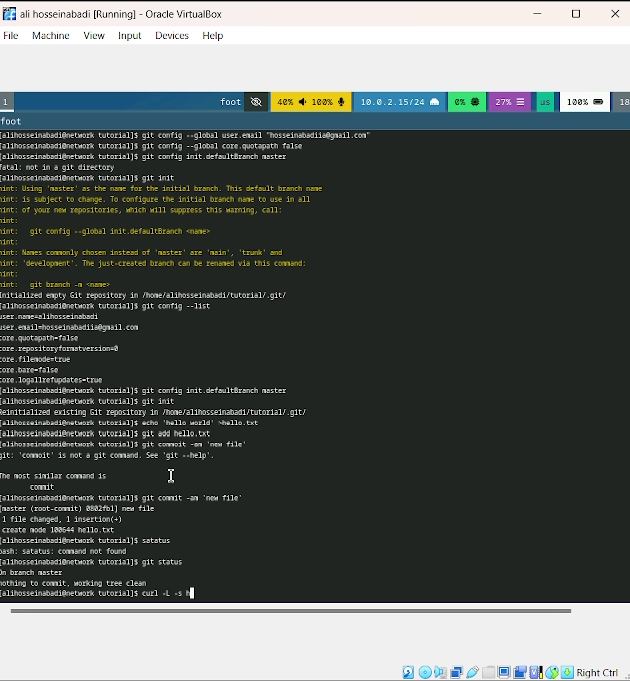 ali hosseinabadi [Running] - Oracle VirtualBox
File Machine View Input Devices Help
1 foot 40% 100% 10.0.2.15/24 0% 27% us 100% 18
foot
[alihosseinabadi@network tutorial]$ git config --global user.email "hosseinabadiia@gmail.com"
[alihosseinabadi@network tutorial]$ git config --global core.quotepath false
[alihosseinabadi@network tutorial]$ git config init.defaultBranch master
fatal: not in a git directory
[alihosseinabadi@network tutorial]$ git init
hint: Using 'master' as the name for the initial branch. This default branch name
hint: is subject to change. To configure the initial branch name to use in all
hint: of your new repositories, which will suppress this warning, call:
hint:
hint: git config --global init.defaultBranch <name>
hint:
hint: Names commonly chosen instead of 'master' are 'main', 'trunk' and
hint: 'development'. The just-created branch can be renamed via this command:
hint:
hint: git branch -m <name>
Initialized empty Git repository in /home/alihosseinabadi/tutorial/.git/
[alihosseinabadi@network tutorial]$ git config --list
user.name=alihosseinabadi
user.email=hosseinabadiia@gmail.com
core.quotepath=false
core.repositoryformatversion=0
core.filemode=true
core.bare=false
core.logallrefupdates=true
[alihosseinabadi@network tutorial]$ git config init.defaultBranch master
[alihosseinabadi@network tutorial]$ git init
Reinitialized existing Git repository in /home/alihosseinabadi/tutorial/.git/
[alihosseinabadi@network tutorial]$ echo 'hello world' >hello.txt
[alihosseinabadi@network tutorial]$ git add hello.txt
[alihosseinabadi@network tutorial]$ git commoit -am 'new file'
git: 'commoit' is not a git command. See 'git --help'.
The most similar command is
commit
[alihosseinabadi@network tutorial]$ git commit -am 'new file'
[master (root-commit) 0802fb1] new file
1 file changed, 1 insertion(+)
create mode 100644 hello.txt
[alihosseinabadi@network tutorial]$ satatus
bash: satatus: command not found
[alihosseinabadi@network tutorial]$ git status
On branch master
nothing to commit, working tree clean
[alihosseinabadi@network tutorial]$ curl -L -s h
Right Ctrl